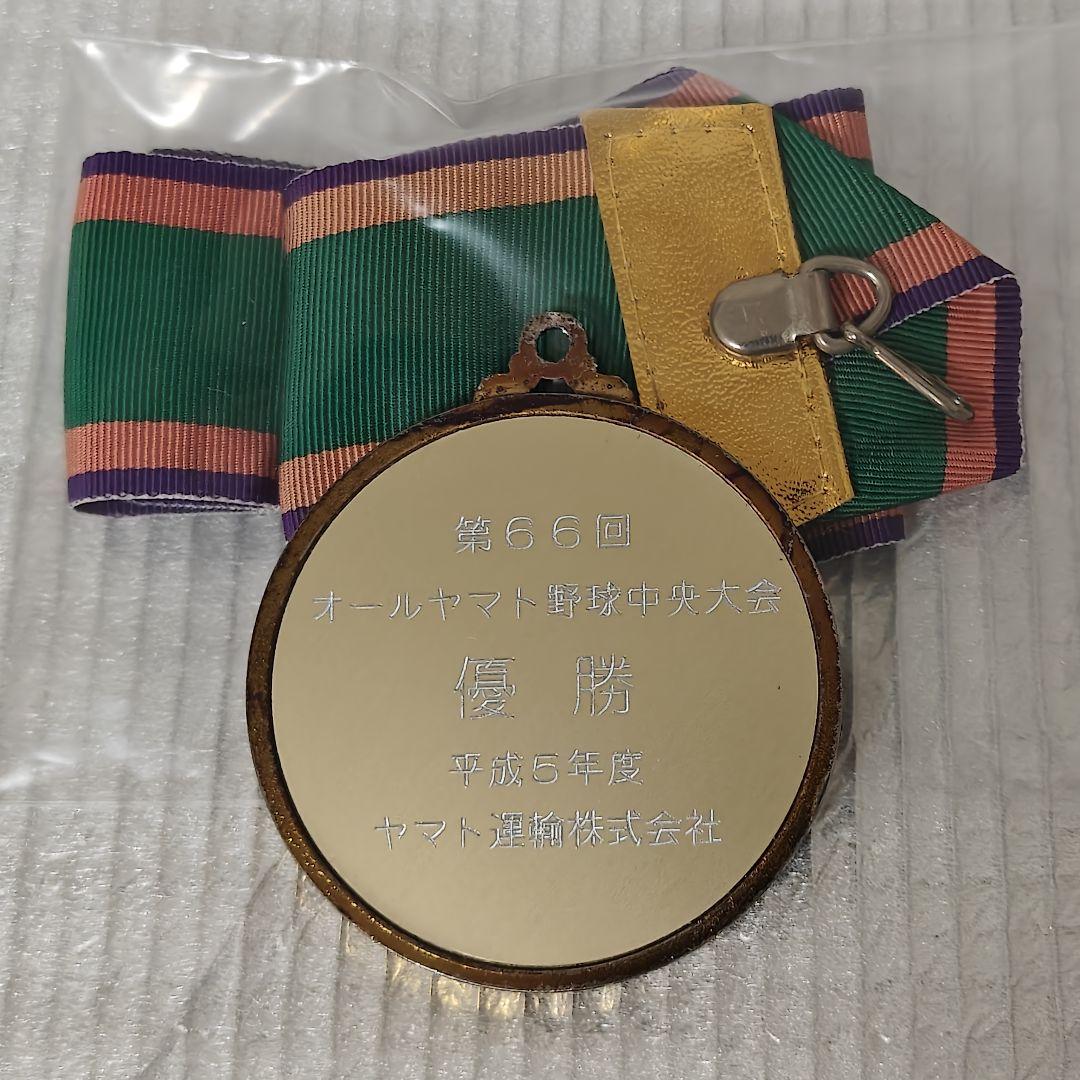 第66回
オールヤマト野球中央大会
優勝
平成5年度
ヤマト運輸株式会社